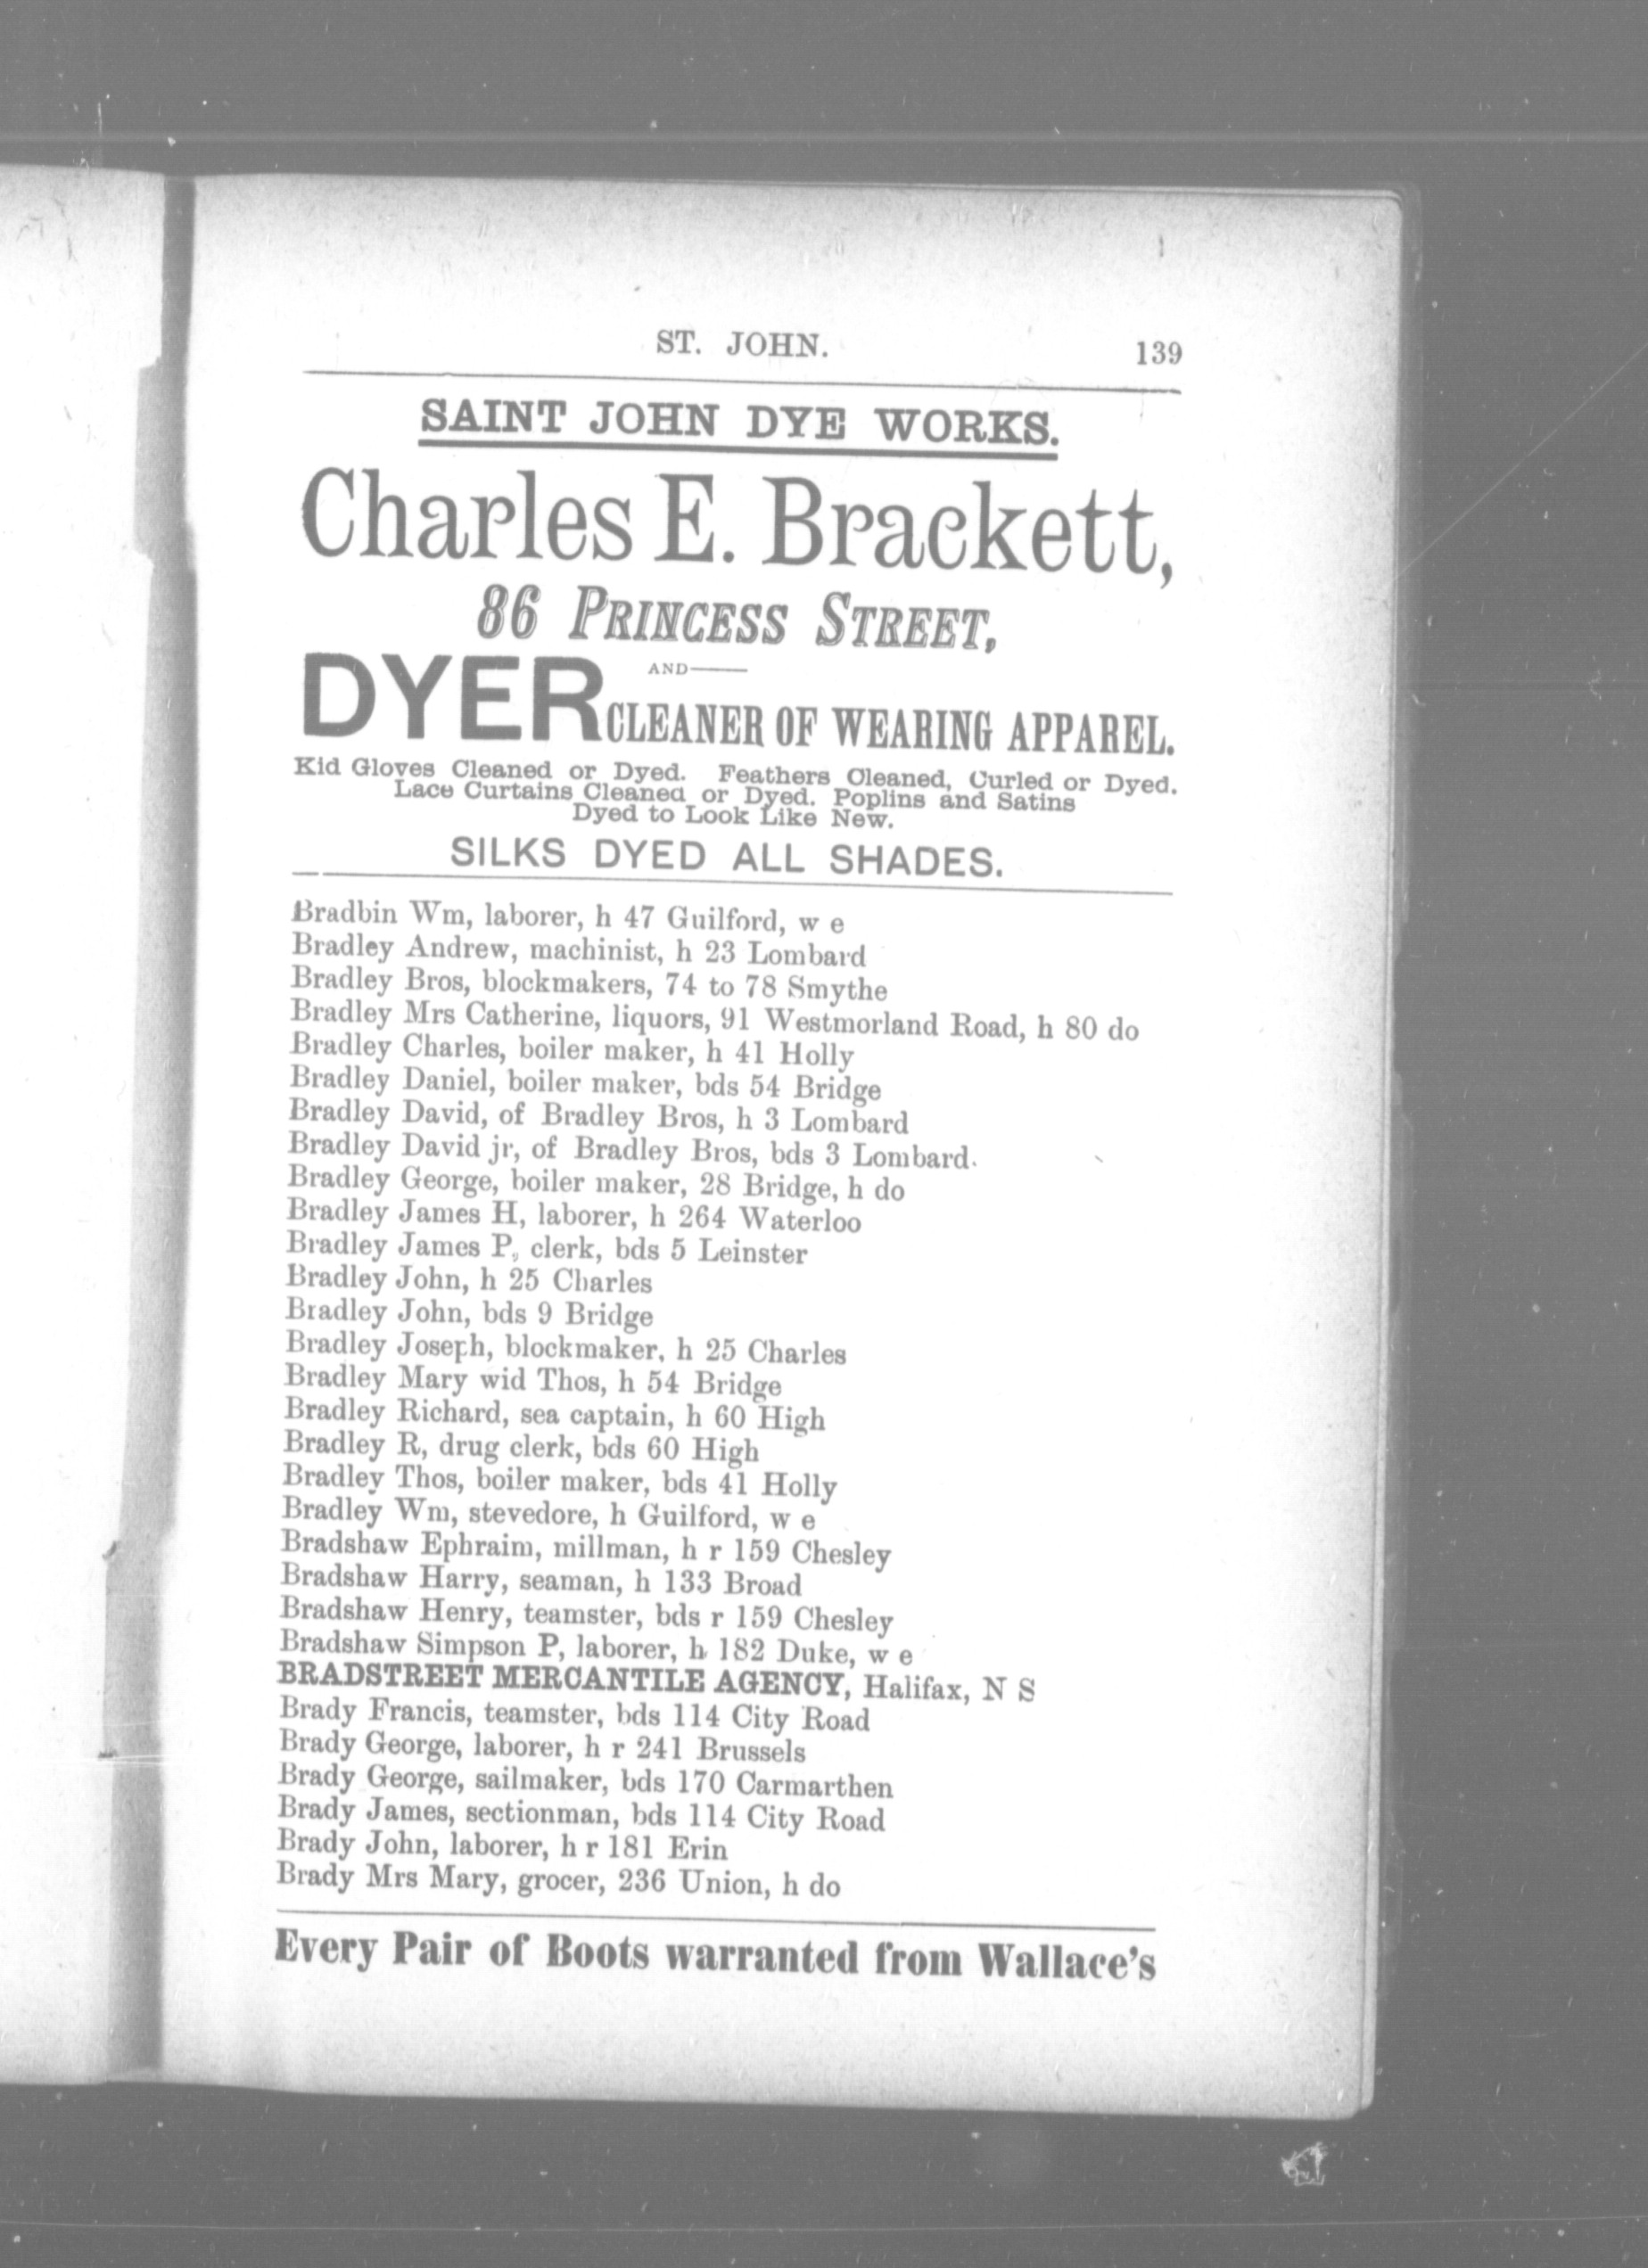 ST. JOHN. 139
SAINT JOHN DYE WORKS.
Charles E. Brackett,
86 PRINCESS STREET,
DYER AND CLEANER OF WEARING APPAREL.
Kid Gloves Cleaned or Dyed. Feathers Cleaned, Curled or Dyed.
Lace Curtains Cleaned or Dyed. Poplins and Satins
Dyed to Look Like New.
SILKS DYED ALL SHADES.
Bradbin Wm, laborer, h 47 Guilford, w e
Bradley Andrew, machinist, h 23 Lombard
Bradley Bros, blockmakers, 74 to 78 Smythe
Bradley Mrs Catherine, liquors, 91 Westmorland Road, h 80 do
Bradley Charles, boiler maker, h 41 Holly
Bradley Daniel, boiler maker, bds 54 Bridge
Bradley David, of Bradley Bros, h 3 Lombard
Bradley David jr, of Bradley Bros, bds 3 Lombard.
Bradley George, boiler maker, 28 Bridge, h do
Bradley James H, laborer, h 264 Waterloo
Bradley James P, clerk, bds 5 Leinster
Bradley John, h 25 Charles
Bradley John, bds 9 Bridge
Bradley Joseph, blockmaker, h 25 Charles
Bradley Mary wid Thos, h 54 Bridge
Bradley Richard, sea captain, h 60 High
Bradley R, drug clerk, bds 60 High
Bradley Thos, boiler maker, bds 41 Holly
Bradley Wm, stevedore, h Guilford, w e
Bradshaw Ephraim, millman, h r 159 Chesley
Bradshaw Harry, seaman, h 133 Broad
Bradshaw Henry, teamster, bds r 159 Chesley
Bradshaw Simpson P, laborer, h 182 Duke, w e
BRADSTREET MERCANTILE AGENCY, Halifax, N S
Brady Francis, teamster, bds 114 City Road
Brady George, laborer, h r 241 Brussels
Brady George, sailmaker, bds 170 Carmarthen
Brady James, sectionman, bds 114 City Road
Brady John, laborer, h r 181 Erin
Brady Mrs Mary, grocer, 236 Union, h do
Every Pair of Boots warranted from Wallace's